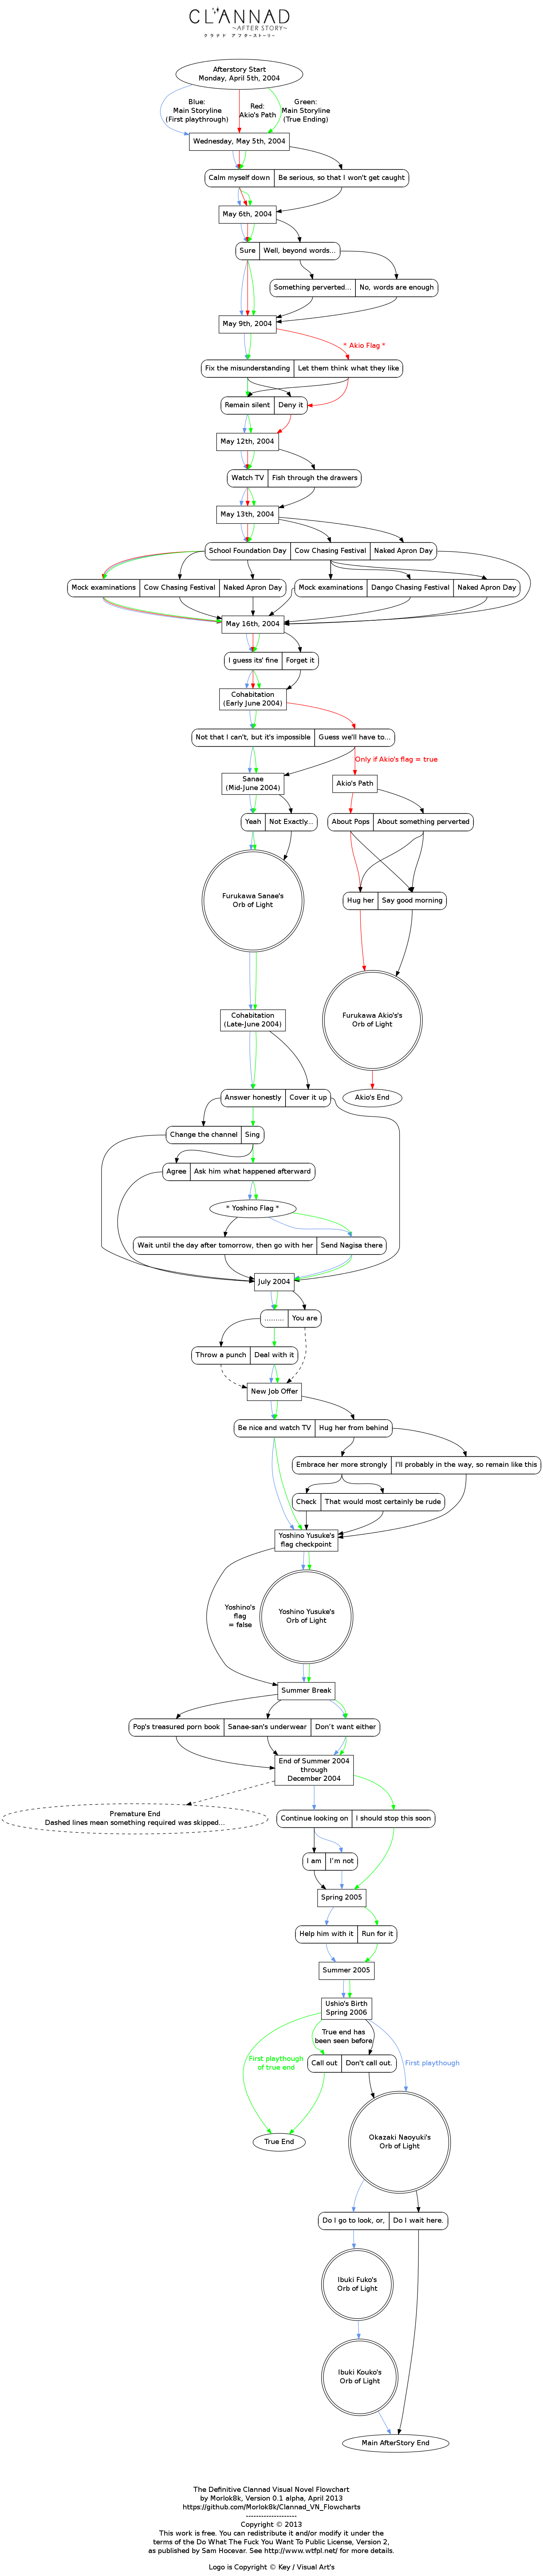 CLANNAD
~AFTER STORY~
クラナド アフターストーリー
Afterstory Start
Monday, April 5th, 2004
Blue:
Main Storyline
(First playthrough)
Red:
Akio's Path
Green:
Main Storyline
(True Ending)
Wednesday, May 5th, 2004
Calm myself down
Be serious, so that I won't get caught
May 6th, 2004
Sure
Well, beyond words...
Something perverted...
No, words are enough
May 9th, 2004
* Akio Flag *
Fix the misunderstanding
Let them think what they like
Remain silent
Deny it
May 12th, 2004
Watch TV
Fish through the drawers
May 13th, 2004
School Foundation Day
Cow Chasing Festival
Naked Apron Day
Mock examinations
Cow Chasing Festival
Naked Apron Day
Mock examinations
Dango Chasing Festival
Naked Apron Day
May 16th, 2004
I guess its' fine
Forget it
Cohabitation
(Early June 2004)
Not that I can't, but it's impossible
Guess we'll have to...
Only if Akio's flag = true
Sanae
(Mid-June 2004)
Akio's Path
Yeah
Not Exactly...
About Pops
About something perverted
Furukawa Sanae's
Orb of Light
Hug her
Say good morning
Furukawa Akio's's
Orb of Light
Cohabitation
(Late-June 2004)
Answer honestly
Cover it up
Akio's End
Change the channel
Sing
Agree
Ask him what happened afterward
* Yoshino Flag *
Wait until the day after tomorrow, then go with her
Send Nagisa there
July 2004
.........
You are
Throw a punch
Deal with it
New Job Offer
Be nice and watch TV
Hug her from behind
Embrace her more strongly
I'll probably in the way, so remain like this
Check
That would most certainly be rude
Yoshino Yusuke's
flag checkpoint
Yoshino's
flag
= false
Yoshino Yusuke's
Orb of Light
Summer Break
Pop's treasured porn book
Sanae-san's underwear
Don't want either
End of Summer 2004
through
December 2004
Premature End
Dashed lines mean something required was skipped...
Continue looking on
I should stop this soon
I am
I'm not
Spring 2005
Help him with it
Run for it
Summer 2005
Ushio's Birth
Spring 2006
True end has
been seen before
First playthough
of true end
Call out
Don't call out.
First playthough
Okazaki Naoyuki's
Orb of Light
True End
Do I go to look, or,
Do I wait here.
Ibuki Fuko's
Orb of Light
Ibuki Kouko's
Orb of Light
Main AfterStory End
The Definitive Clannad Visual Novel Flowchart
by Morlok8k, Version 0.1 alpha, April 2013
https://github.com/Morlok8k/Clannad_VN_Flowcharts
--------------------
Copyright © 2013
This work is free. You can redistribute it and/or modify it under the
terms of the Do What The Fuck You Want To Public License, Version 2,
as published by Sam Hocevar. See http://www.wtfpl.net/ for more details.
Logo is Copyright © Key / Visual Art's